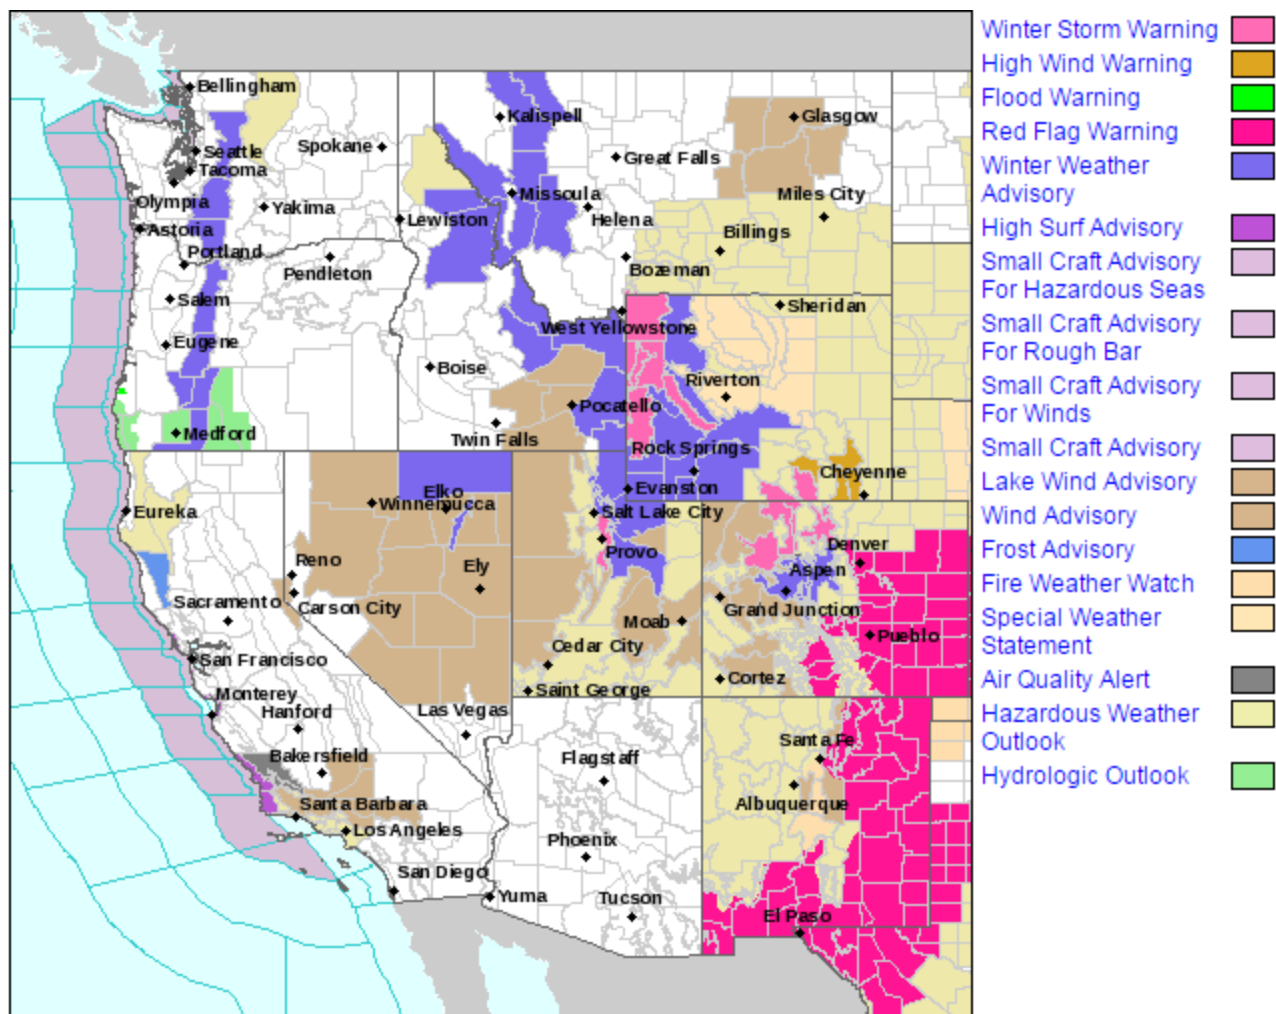 Bellingham
Kalispell
Glasgow
Seattle
Spokane
Great Falls
Tacoma
Miles City
Olympia
Yakima
Missoula
Lewiston
Helena
Astoria
Billings
Portland
Pendleton
Bozeman
Salem
Sheridan
West Yellowstone
Eugene
Boise
Riverton
Pocatello
Medford
Twin Falls
Rock Springs
Cheyenne
Elko
Evanston
Winnemucca
Eureka
Salt Lake City
Provo
Denver
Reno
Ely
Aspen
Sacramento
Carson City
Grand Junction
Moab
Pueblo
Cedar City
San Francisco
Cortez
Saint George
Monterey
Hanford
Las Vegas
Santa Fe
Bakersfield
Flagstaff
Santa Barbara
Albuquerque
Los Angeles
Phoenix
San Diego
Yuma
Tucson
El Paso
Winter Storm Warning
High Wind Warning
Flood Warning
Red Flag Warning
Winter Weather
Advisory
High Surf Advisory
Small Craft Advisory
For Hazardous Seas
Small Craft Advisory
For Rough Bar
Small Craft Advisory
For Winds
Small Craft Advisory
Lake Wind Advisory
Wind Advisory
Frost Advisory
Fire Weather Watch
Special Weather
Statement
Air Quality Alert
Hazardous Weather
Outlook
Hydrologic Outlook